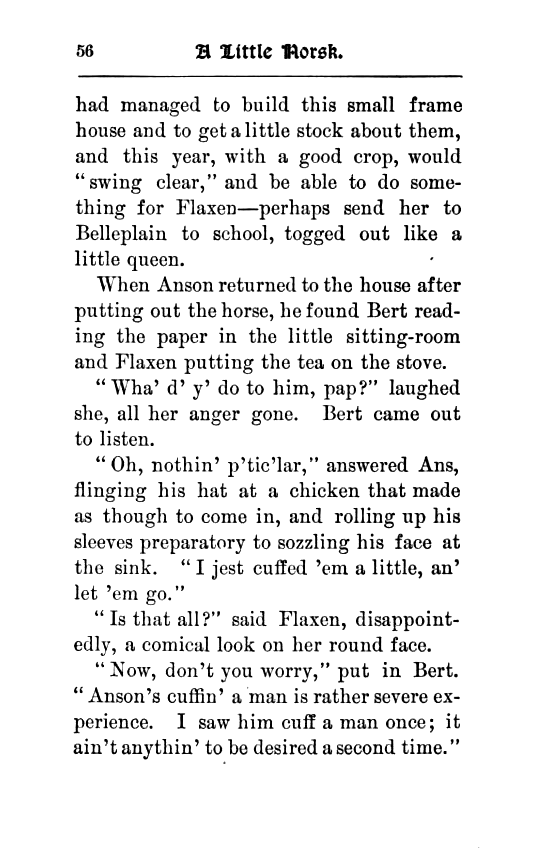 56 A Little Norsk.
had managed to build this small frame
house and to get a little stock about them,
and this year, with a good crop, would
“swing clear,” and be able to do some-
thing for Flaxen—perhaps send her to
Belleplain to school, togged out like a
little queen.
When Anson returned to the house after
putting out the horse, he found Bert read-
ing the paper in the little sitting-room
and Flaxen putting the tea on the stove.
“Wha’ d’ y’ do to him, pap?” laughed
she, all her anger gone. Bert came out
to listen.
“Oh, nothin’ p’tic’lar,” answered Ans,
flinging his hat at a chicken that made
as though to come in, and rolling up his
sleeves preparatory to sozzling his face at
the sink. “I jest cuffed ’em a little, an’
let ’em go.”
“Is that all?” said Flaxen, disappoint-
edly, a comical look on her round face.
“Now, don’t you worry,” put in Bert.
“Anson’s cuffin’ a man is rather severe ex-
perience. I saw him cuff a man once; it
ain’t anythin’ to be desired a second time.”